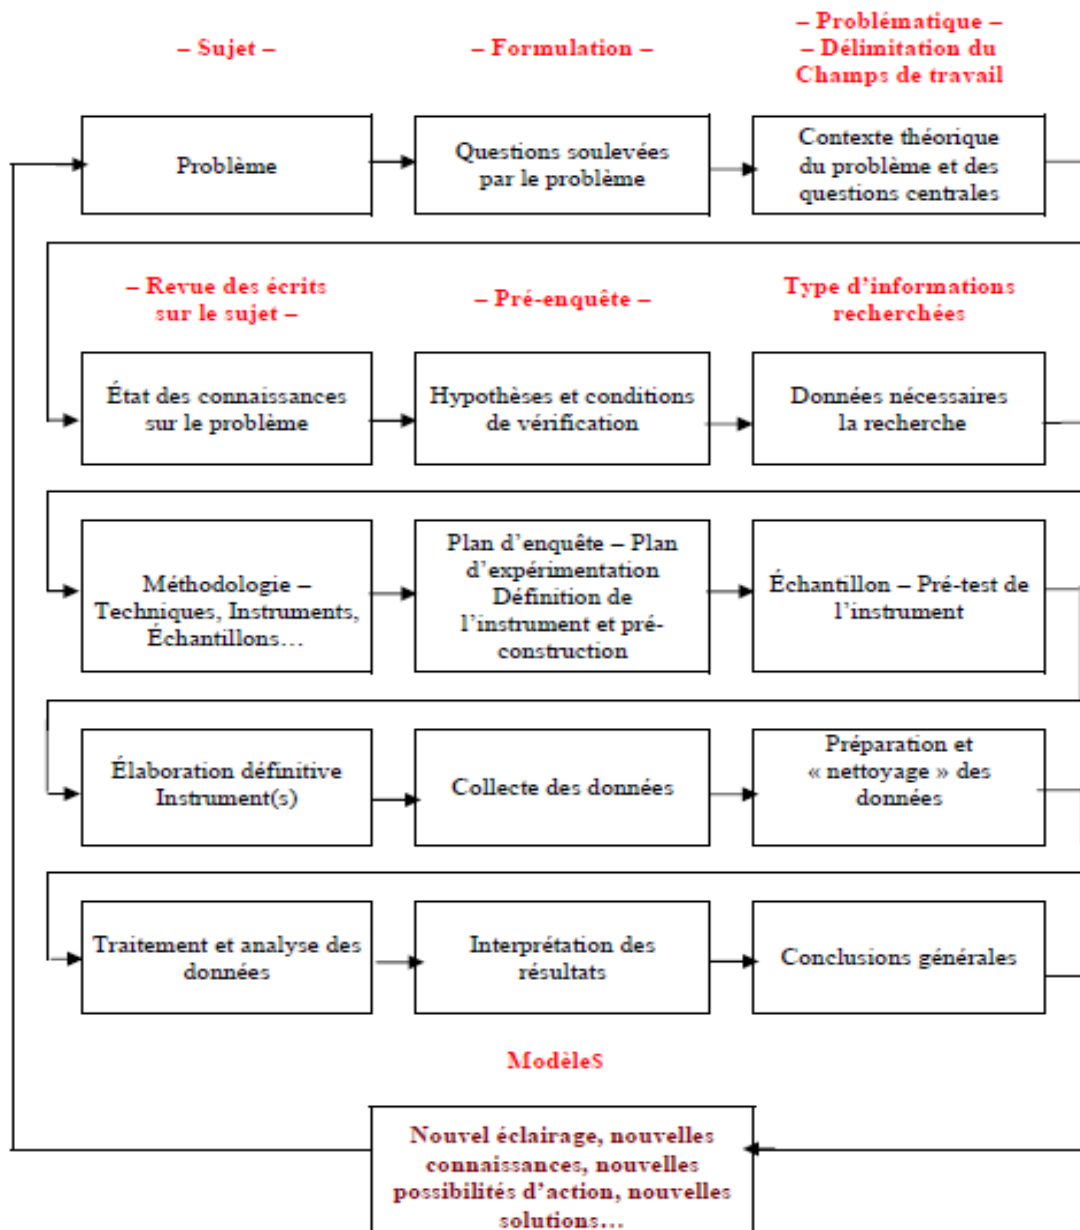 – Sujet –
– Formulation –
– Problématique –
– Délimitation du
Champs de travail
Problème
Questions soulevées
par le problème
Contexte théorique
du problème et des
questions centrales
– Revue des écrits
sur le sujet –
– Pré-enquête –
Type d’informations
recherchées
État des connaissances
sur le problème
Hypothèses et conditions
de vérification
Données nécessaires
la recherche
Méthodologie –
Techniques, Instruments,
Échantillons…
Plan d’enquête – Plan
d’expérimentation
Définition de
l’instrument et pré-
construction
Échantillon – Pré-test de
l’instrument
Élaboration définitive
Instrument(s)
Collecte des données
Préparation et
« nettoyage » des
données
Traitement et analyse des
données
Interprétation des
résultats
Conclusions générales
ModèleS
Nouvel éclairage, nouvelles
connaissances, nouvelles
possibilités d’action, nouvelles
solutions…